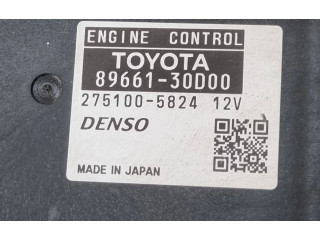 ENGINE CONTROL
TOYOTA
89661-30D00
275100-5824 12V
DENSO
MADE IN JAPAN